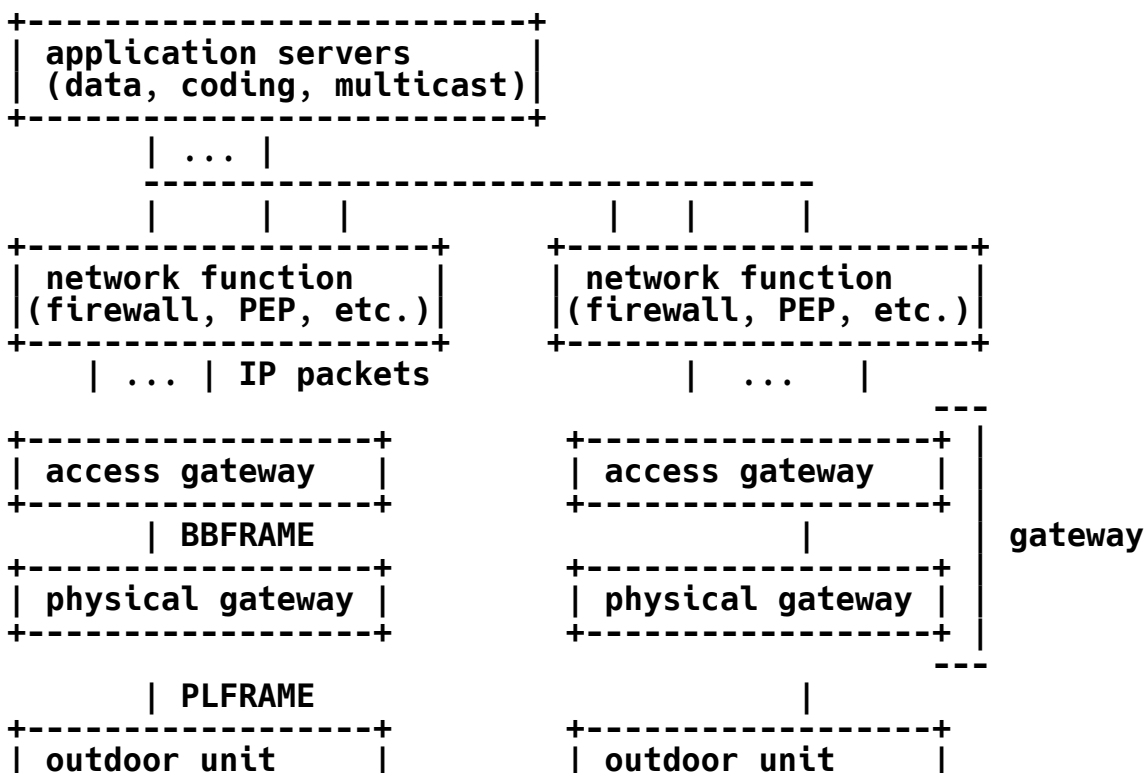 application servers
(data, coding, multicast)
...
network function network function
(firewall, PEP, etc.) (firewall, PEP, etc.)
... IP packets ...
access gateway access gateway
BBFRAME
gateway
physical gateway physical gateway
PLFRAME
outdoor unit outdoor unit